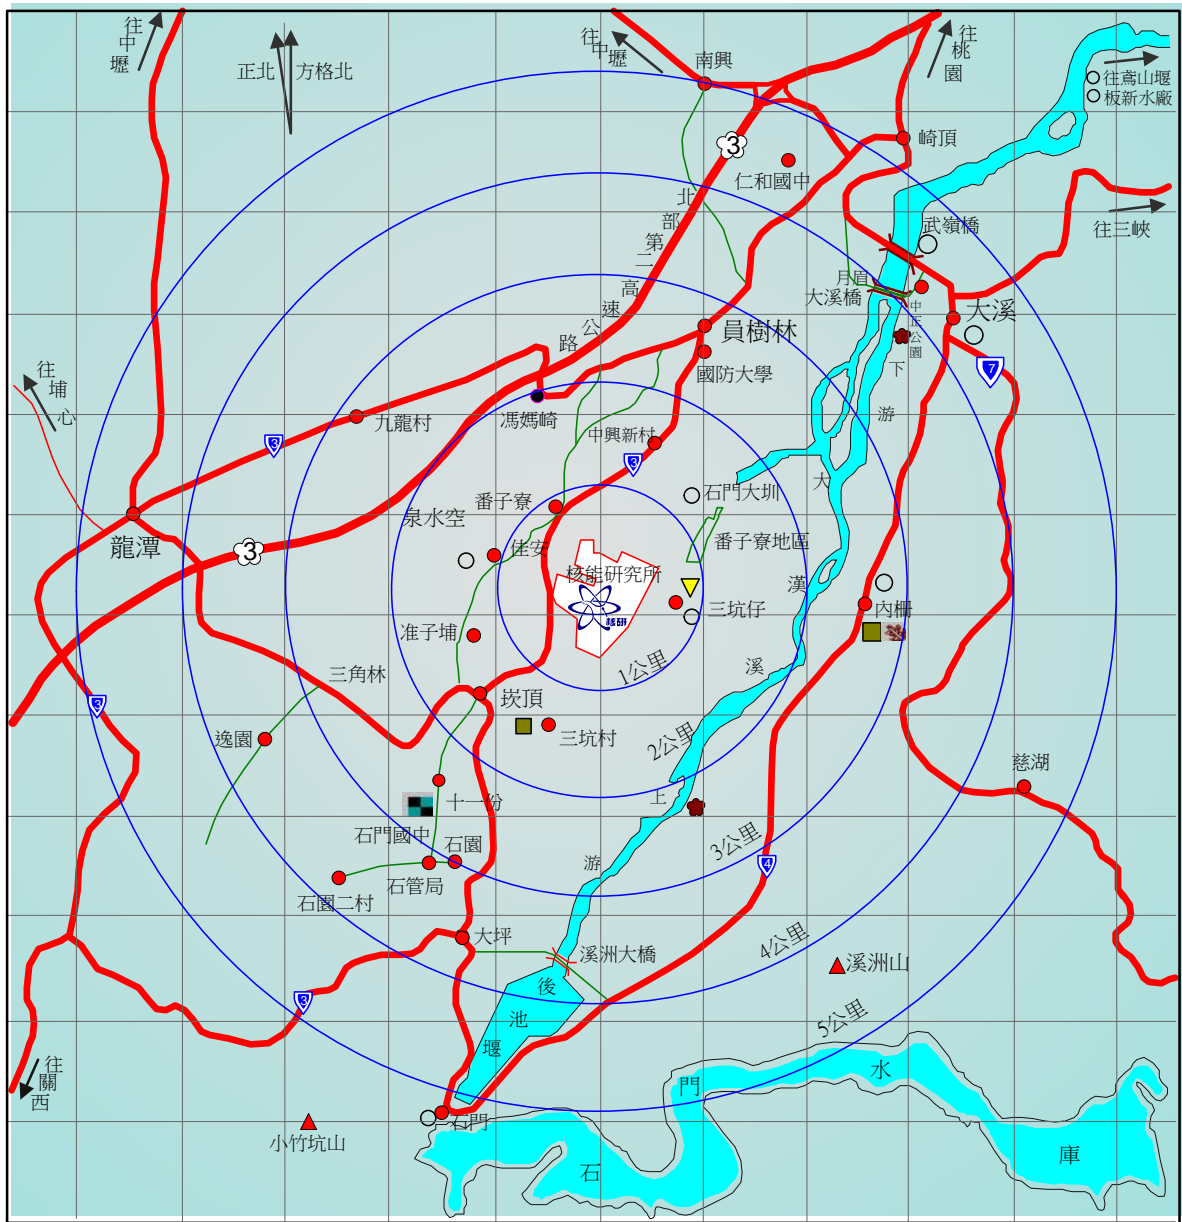 往中壢
正北
方格北
往中壢
南興
往桃園
往鳶山堰
板新水廠
3
崎頂
仁和國中
往三峽
武嶺橋
北部第二高速公路
月眉
大溪橋
中正公園
大溪
員樹林
國防大學
下游
7
往埔心
九龍村
馮媽崎
中興新村
3
3
大漢溪
石門大圳
番子寮
泉水空
龍潭
佳安
番子寮地區
3
核能研究所
核研
三坑仔
內柵
准子埔
1公里
三角林
崁頂
3
逸園
三坑村
2公里
慈湖
十一份
上游
石門國中
石園
3公里
4
石管局
石園二村
大坪
溪洲大橋
4公里
溪洲山
後池堰
3
5公里
往關西
石門
小竹坑山
石門水庫